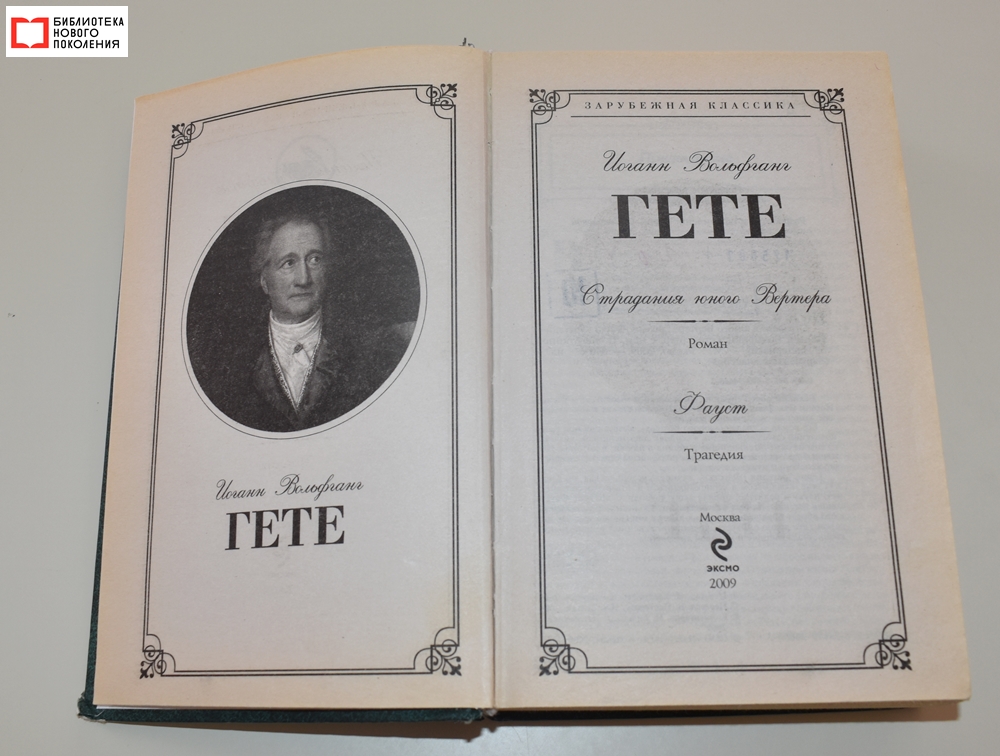 БИБЛИОТЕКА
НОВОГО
ПОКОЛЕНИЯ
Иоганн Вольфганг
ГЕТЕ
ЗАРУБЕЖНАЯ КЛАССИКА
Иоганн Вольфганг
ГЕТЕ
Страдания юного Вертера
Роман
Фауст
Трагедия
Москва
ЭКСМО
2009